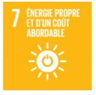 7 ÉNERGIE PROPRE
ET D'UN COÛT
ABORDABLE